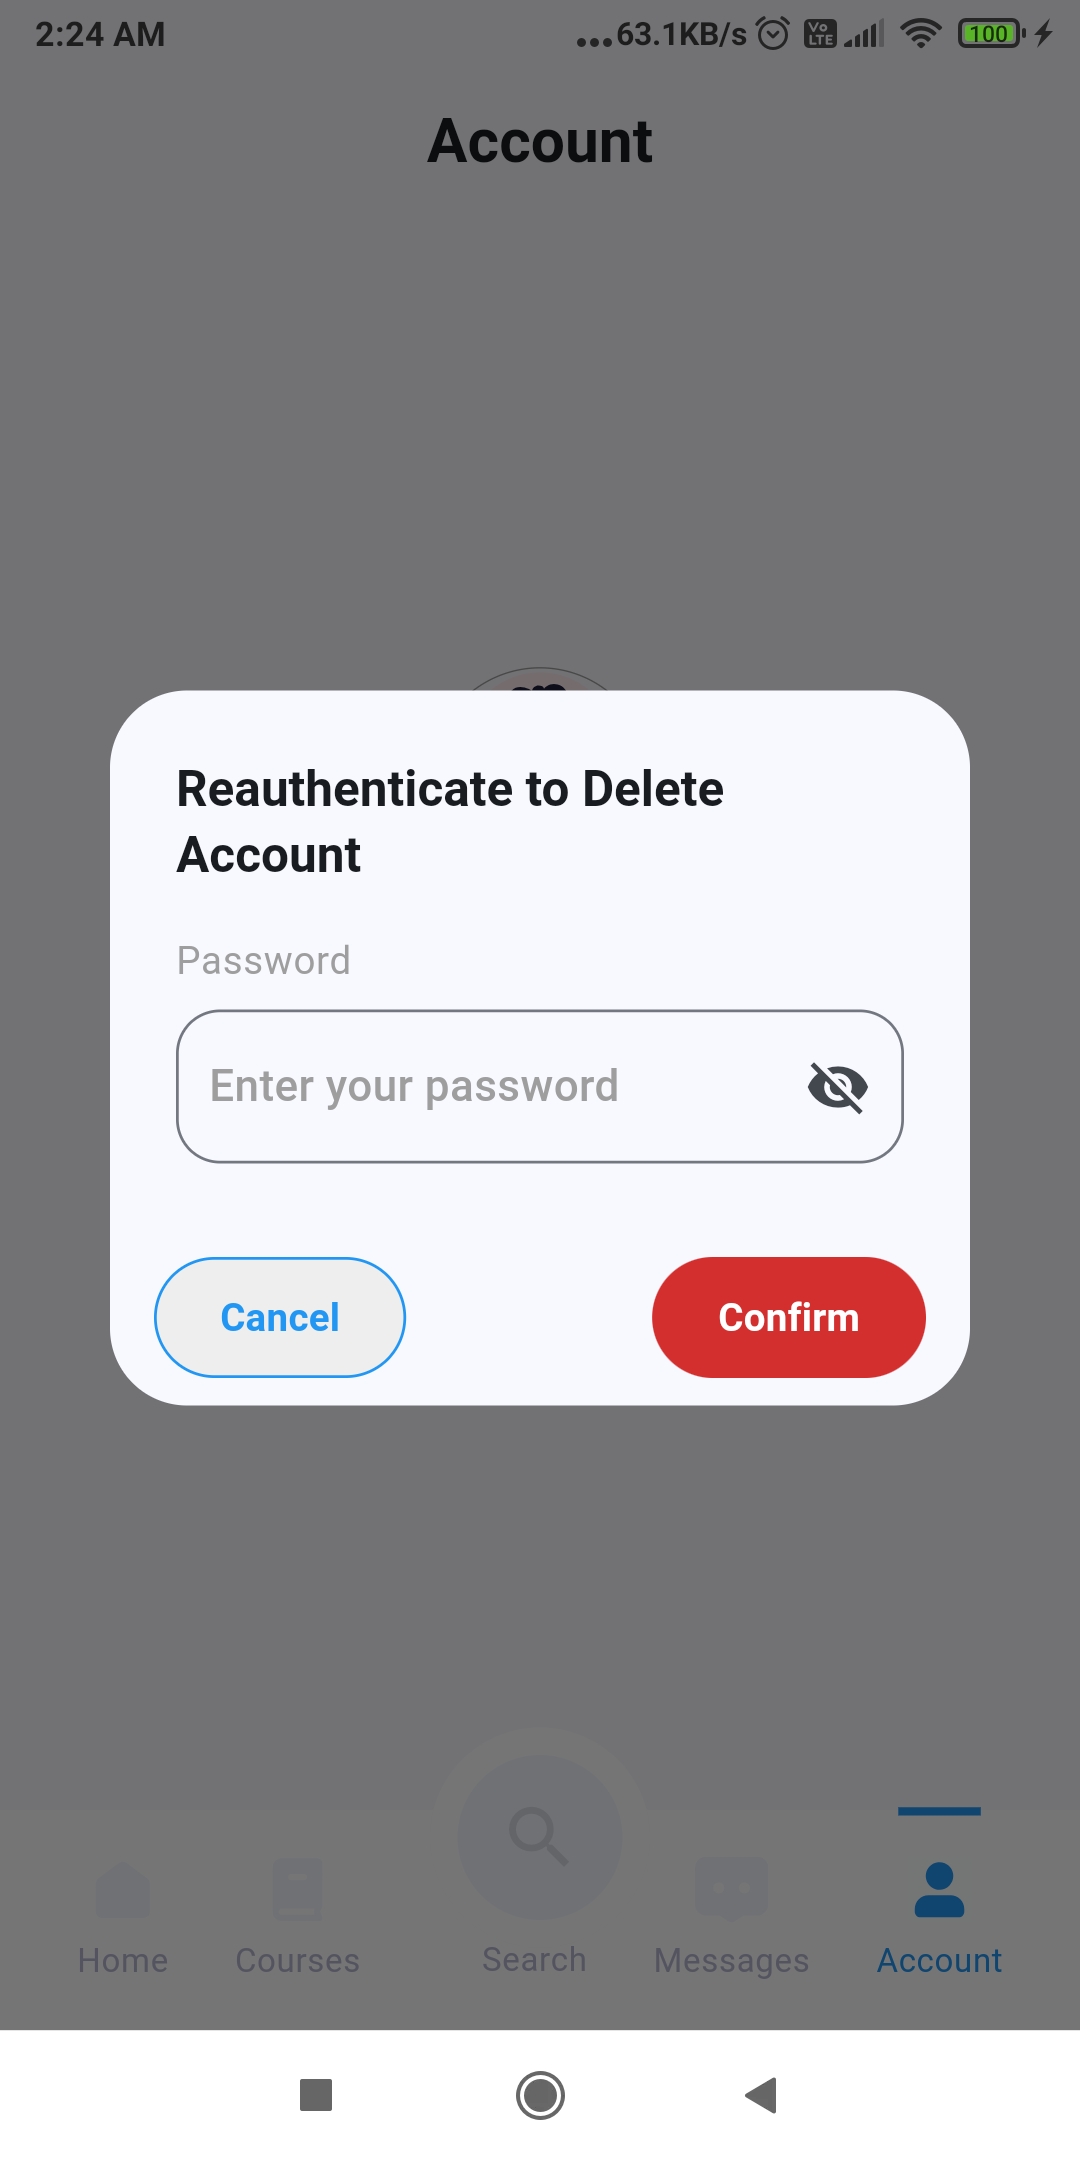 2:24 AM
...63.1KB/s
Vo
LTE
100
Account
Reauthenticate to Delete
Account
Password
Enter your password
Cancel
Confirm
Home
Courses
Search
Messages
Account